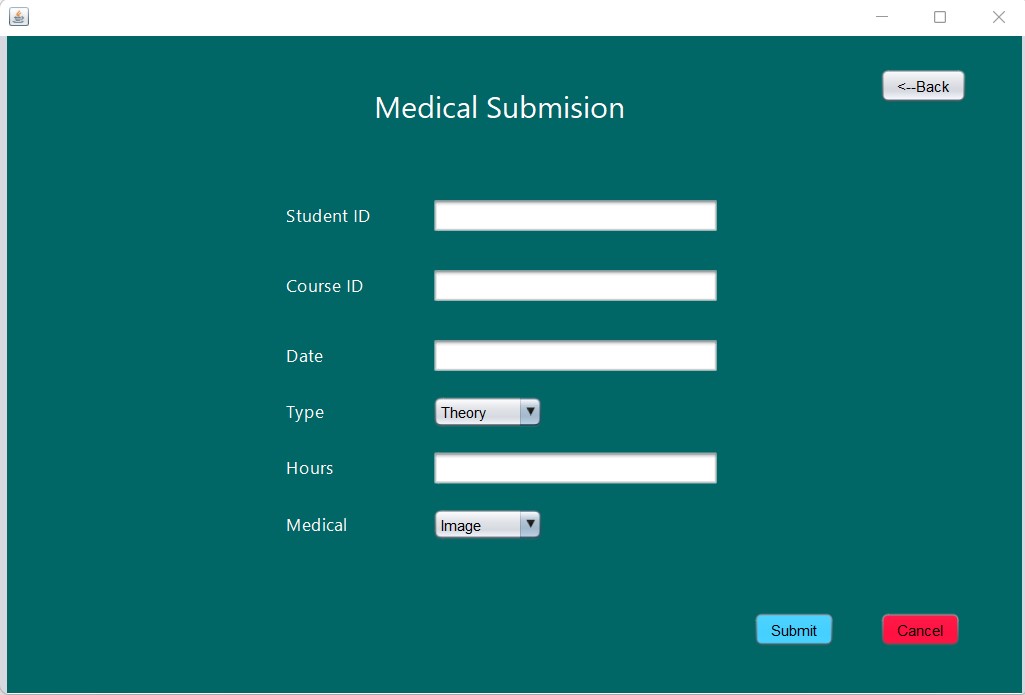 <--Back
Medical Submision
Student ID
Course ID
Date
Type Theory
Hours
Medical Image
Submit Cancel